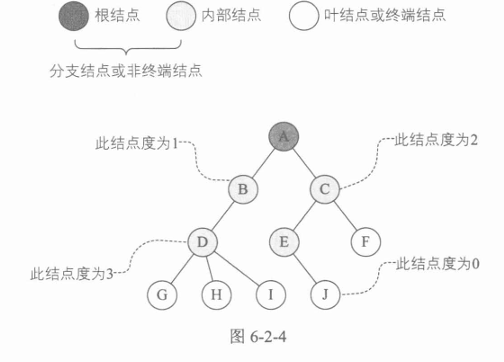 根结点 内部结点 叶结点或终端结点
分支结点或非终端结点
A
此结点度为1 此结点度为2
B C
D E F
此结点度为3 此结点度为0
G H I J
图 6-2-4